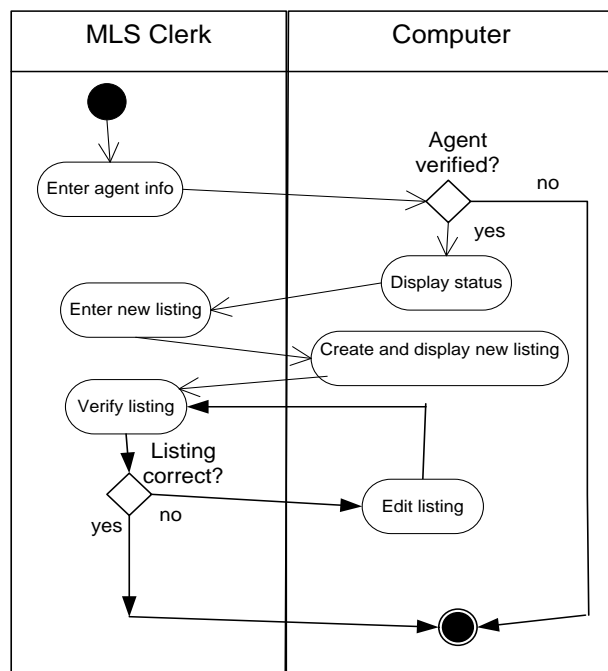 MLS Clerk
Computer
Agent
verified?
Enter agent info
no
yes
Display status
Enter new listing
Create and display new listing
Verify listing
Listing
correct?
yes
no
Edit listing